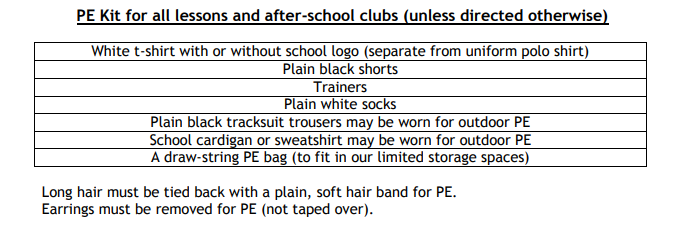 PE Kit for all lessons and after-school clubs (unless directed otherwise)
White t-shirt with or without school logo (separate from uniform polo shirt)
Plain black shorts
Trainers
Plain white socks
Plain black tracksuit trousers may be worn for outdoor PE
School cardigan or sweatshirt may be worn for outdoor PE
A draw-string PE bag (to fit in our limited storage spaces)
Long hair must be tied back with a plain, soft hair band for PE.
Earrings must be removed for PE (not taped over).